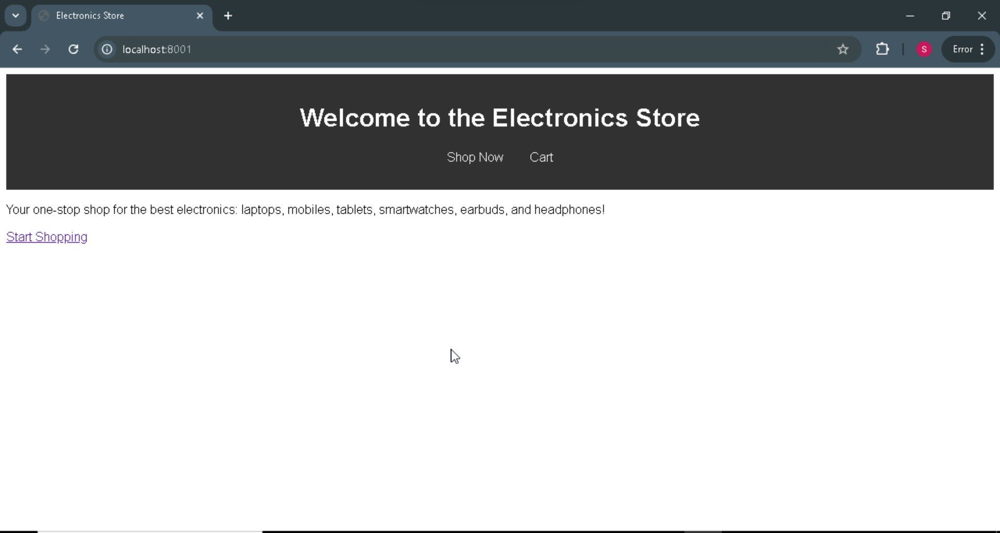 Electronics Store
localhost:8001
S
Error
Welcome to the Electronics Store
Shop Now Cart
Your one-stop shop for the best electronics: laptops, mobiles, tablets, smartwatches, earbuds, and headphones!
Start Shopping